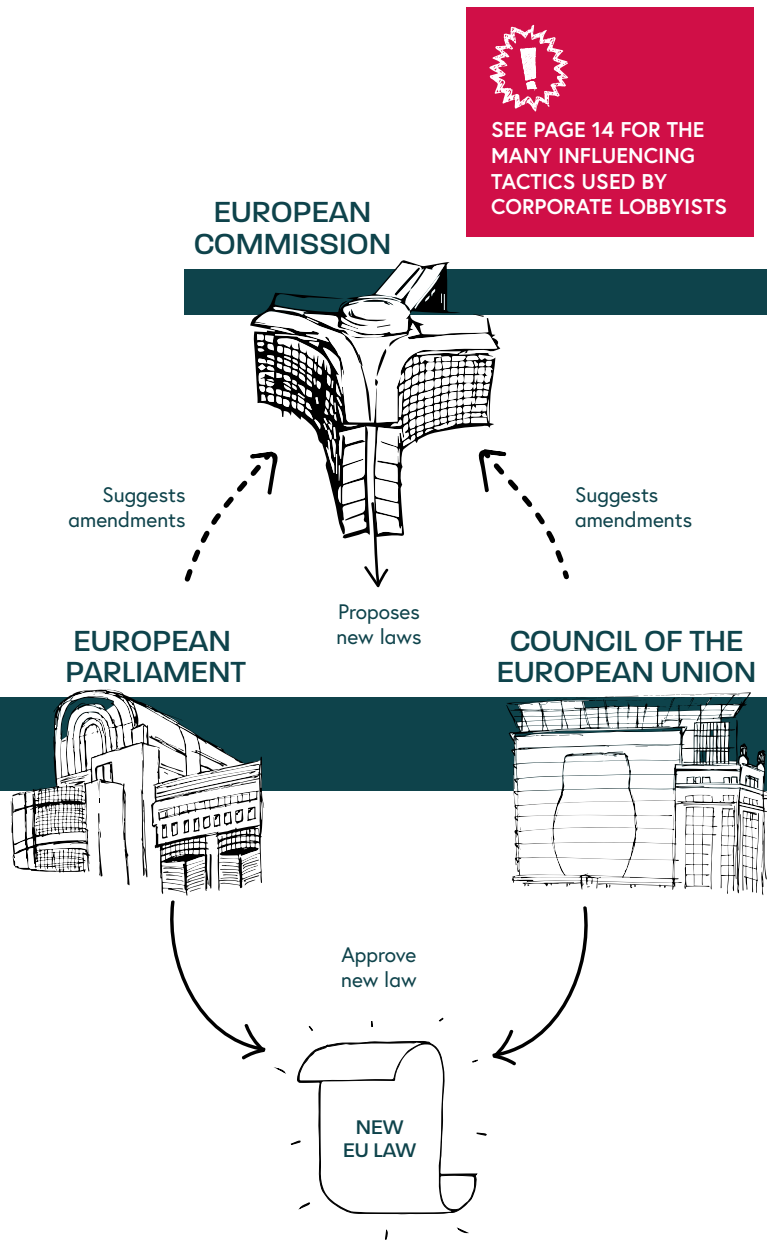 SEE PAGE 14 FOR THE
MANY INFLUENCING
TACTICS USED BY
CORPORATE LOBBYISTS
EUROPEAN
COMMISSION
Suggests
amendments
Suggests
amendments
Proposes
new laws
EUROPEAN
PARLIAMENT
COUNCIL OF THE
EUROPEAN UNION
Approve
new law
NEW
EU LAW